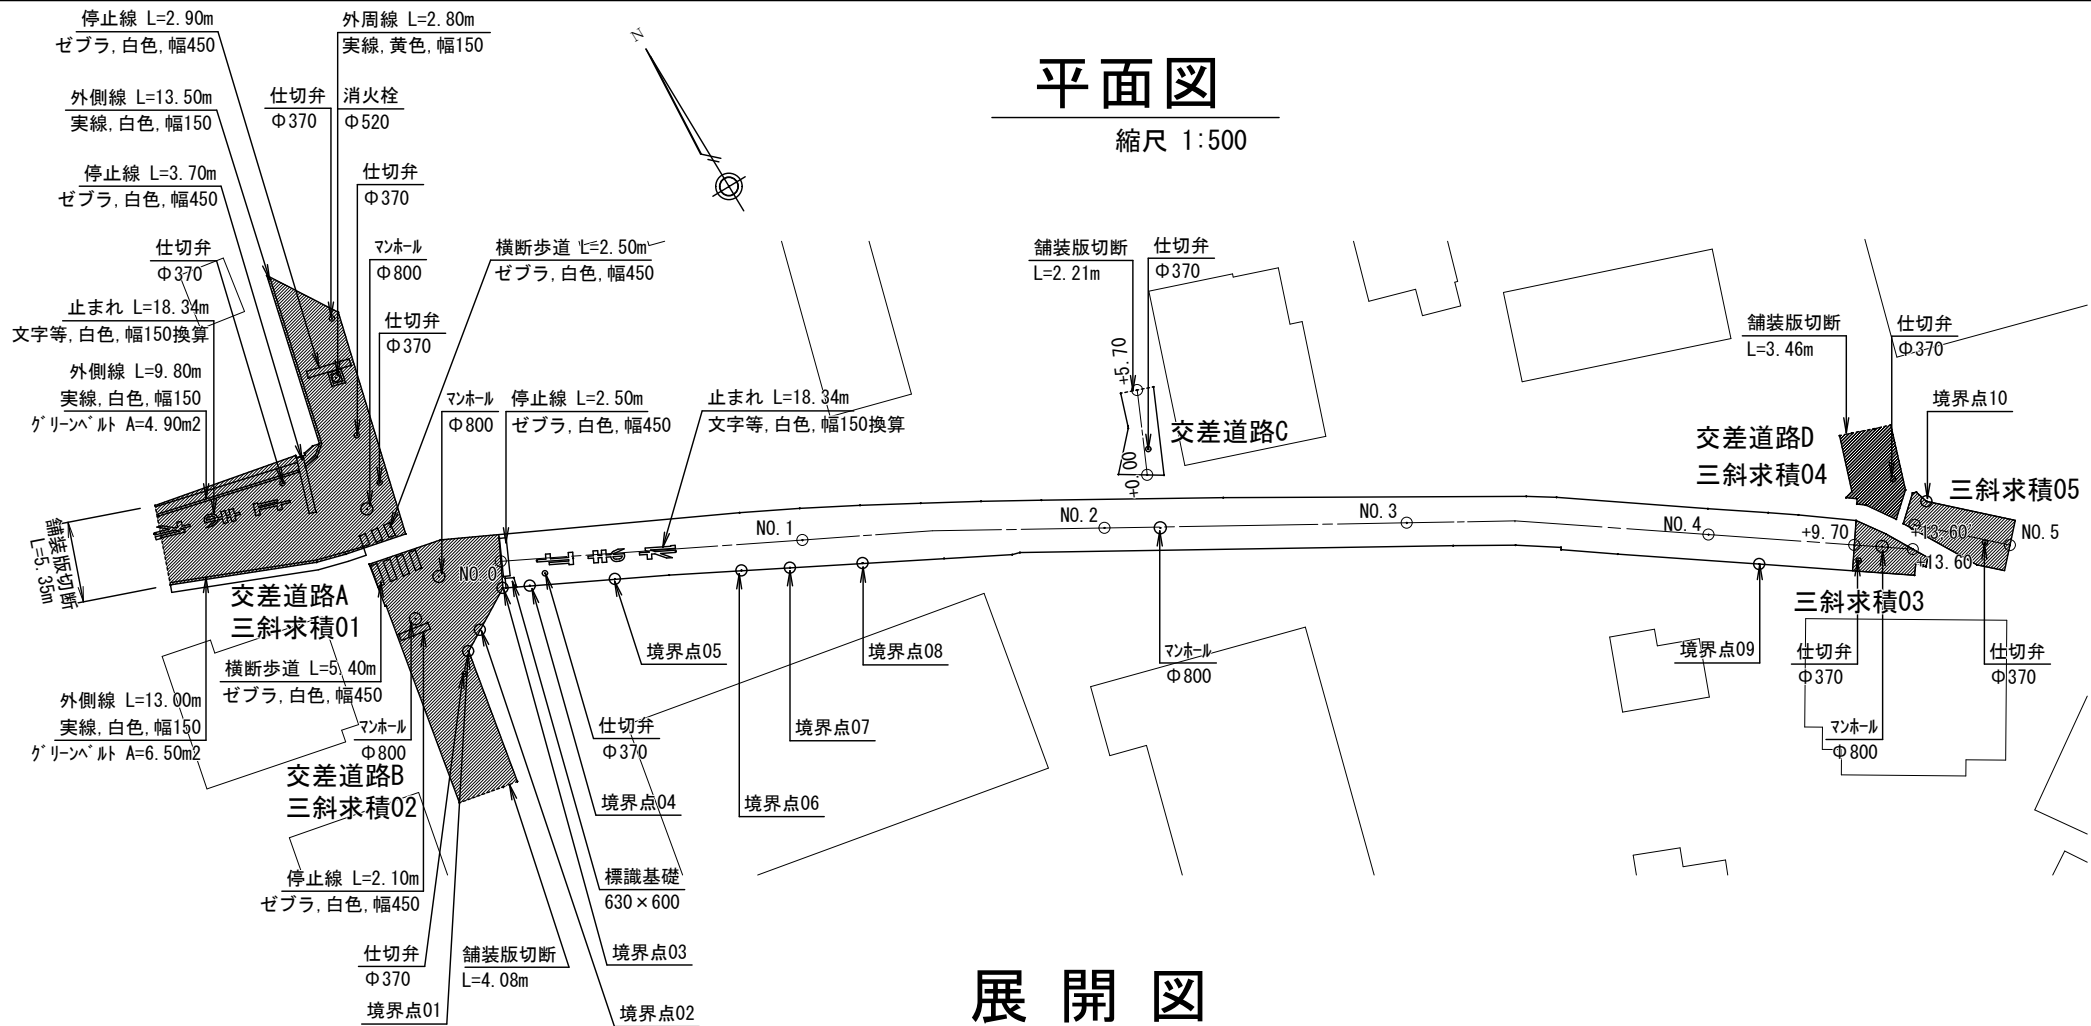 平面図
縮尺 1:500
N
停止線 L=2.90m
ゼブラ,白色,幅450
外周線 L=2.80m
実線,黄色,幅150
外側線 L=13.50m
実線,白色,幅150
仕切弁
Φ370
消火栓
Φ520
停止線 L=3.70m
ゼブラ,白色,幅450
仕切弁
Φ370
仕切弁
Φ370
マンホール
Φ800
横断歩道 L=2.50m
ゼブラ,白色,幅450
止まれ L=18.34m
文字等,白色,幅150換算
仕切弁
Φ370
外側線 L=9.80m
実線,白色,幅150
グリーンベルト A=4.90m2
マンホール
Φ800
停止線 L=2.50m
ゼブラ,白色,幅450
止まれ L=18.34m
文字等,白色,幅150換算
舗装版切断
L=2.21m
仕切弁
Φ370
+5.70
+0.00
交差道路C
舗装版切断
L=3.46m
仕切弁
Φ370
境界点10
交差道路D
三斜求積04
三斜求積05
止まれ
止まれ
舗装版切断
L=5.35m
NO.0
NO.1
NO.2
NO.3
NO.4
+9.70
+13.60
+13.60
NO.5
交差道路A
三斜求積01
三斜求積03
横断歩道 L=5.40m
ゼブラ,白色,幅450
外側線 L=13.00m
実線,白色,幅150
グリーンベルト A=6.50m2
マンホール
Φ800
交差道路B
三斜求積02
境界点05
境界点08
マンホール
Φ800
境界点09
仕切弁
Φ370
仕切弁
Φ370
仕切弁
Φ370
境界点07
マンホール
Φ800
境界点04
境界点06
停止線 L=2.10m
ゼブラ,白色,幅450
標識基礎
630×600
仕切弁
Φ370
舗装版切断
L=4.08m
境界点03
境界点01
境界点02
展開図